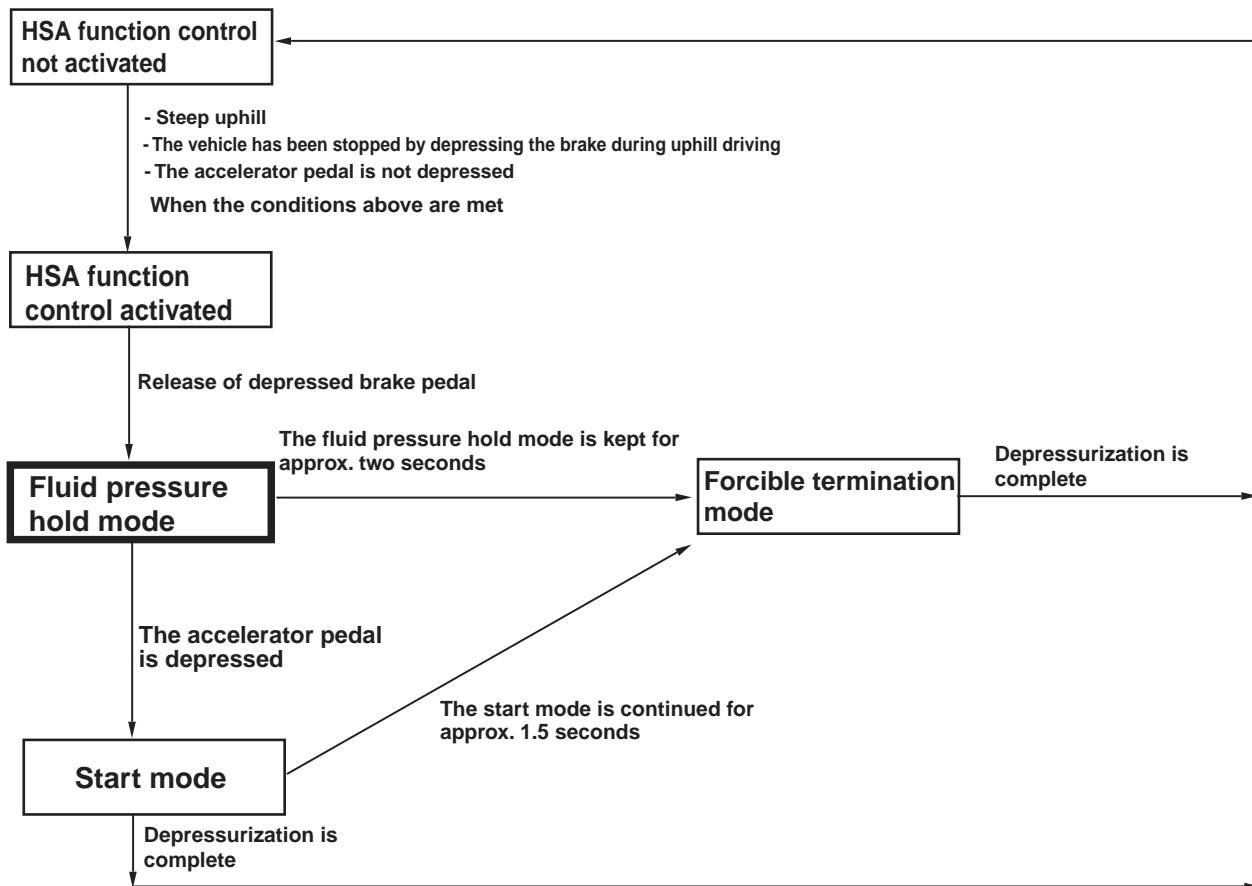 HSA function control
not activated
- Steep uphill
- The vehicle has been stopped by depressing the brake during uphill driving
- The accelerator pedal is not depressed
When the conditions above are met
HSA function
control activated
Release of depressed brake pedal
The fluid pressure hold mode is kept for
approx. two seconds
Fluid pressure
hold mode
Forcible termination
mode
Depressurization is
complete
The accelerator pedal
is depressed
The start mode is continued for
approx. 1.5 seconds
Start mode
Depressurization is
complete